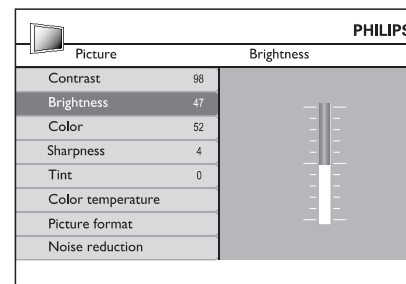 PHILIPS
Picture Brightness
Contrast 98
Brightness 47
Color 52
Sharpness 4
Tint 0
Color temperature
Picture format
Noise reduction